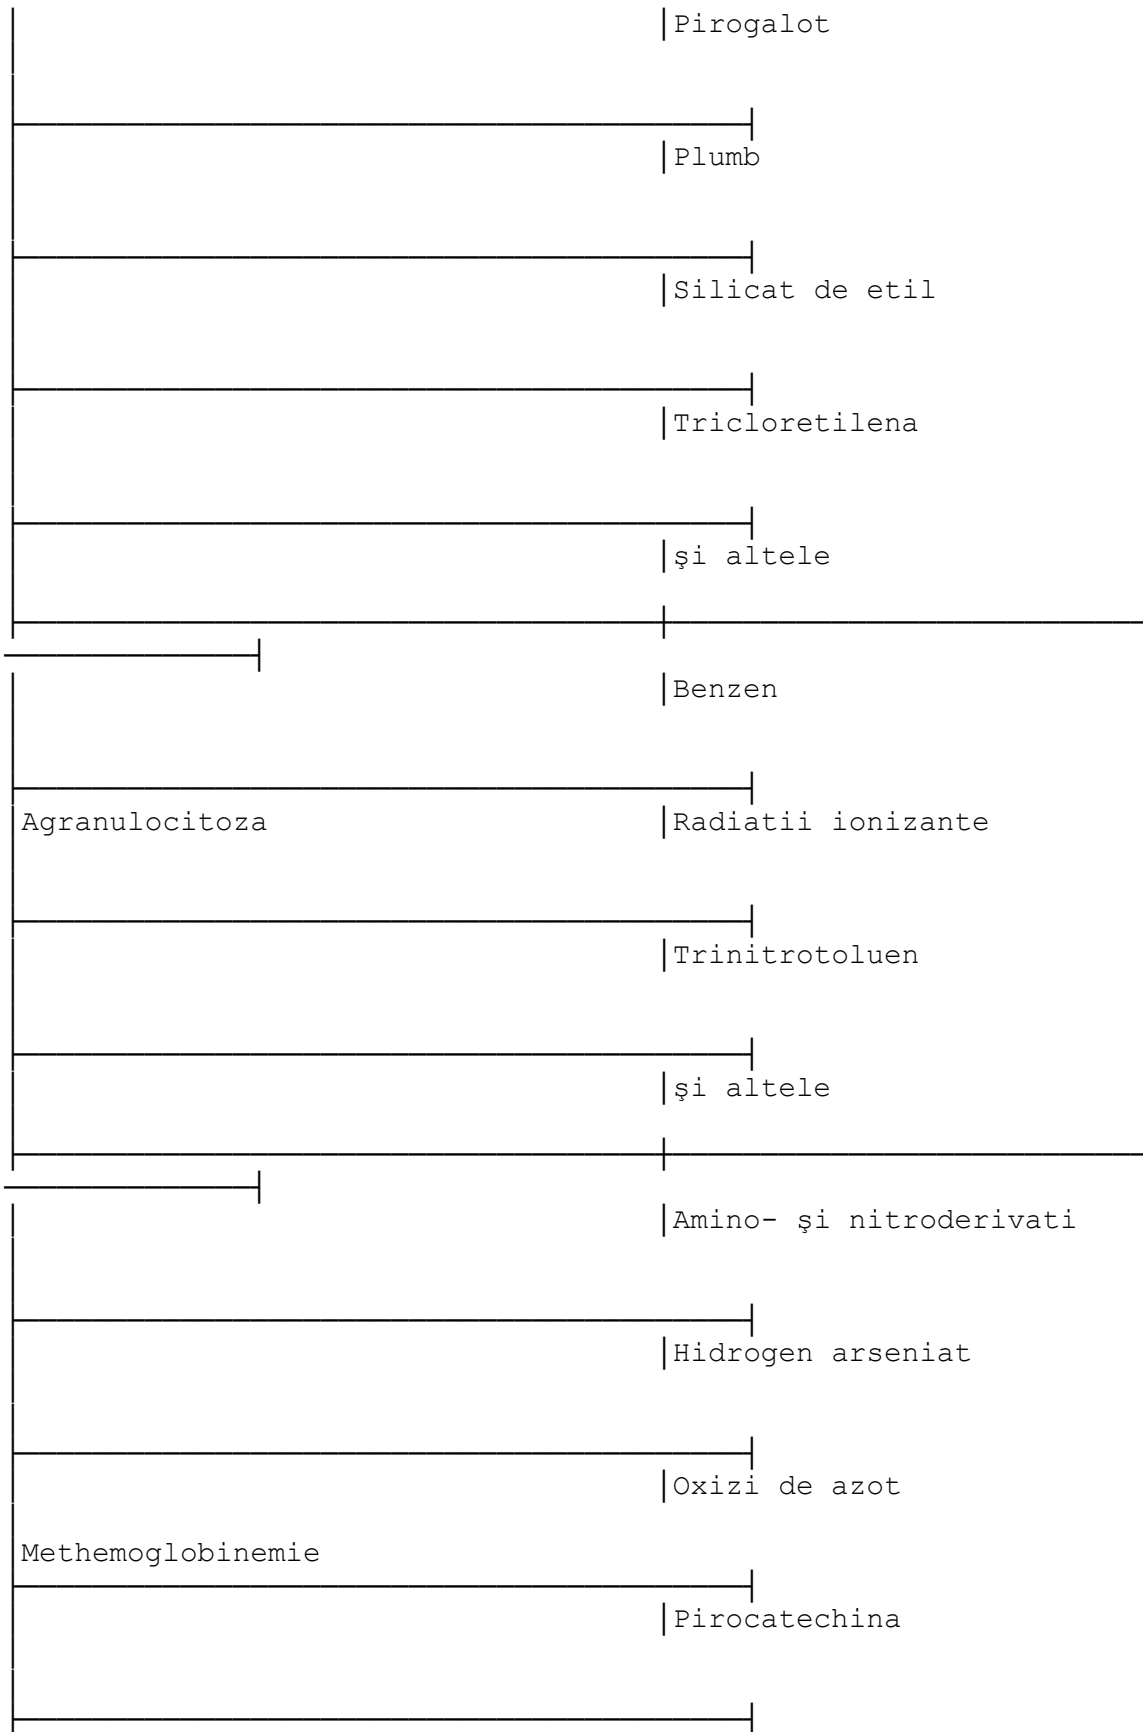 Pirogalot
Plumb
Silicat de etil
Tricloretilena
şi altele
Benzen
Agranulocitoza Radiatii ionizante
Trinitrotoluen
şi altele
Amino- şi nitroderivati
Hidrogen arseniat
Oxizi de azot
Methemoglobinemie
Pirocatechina